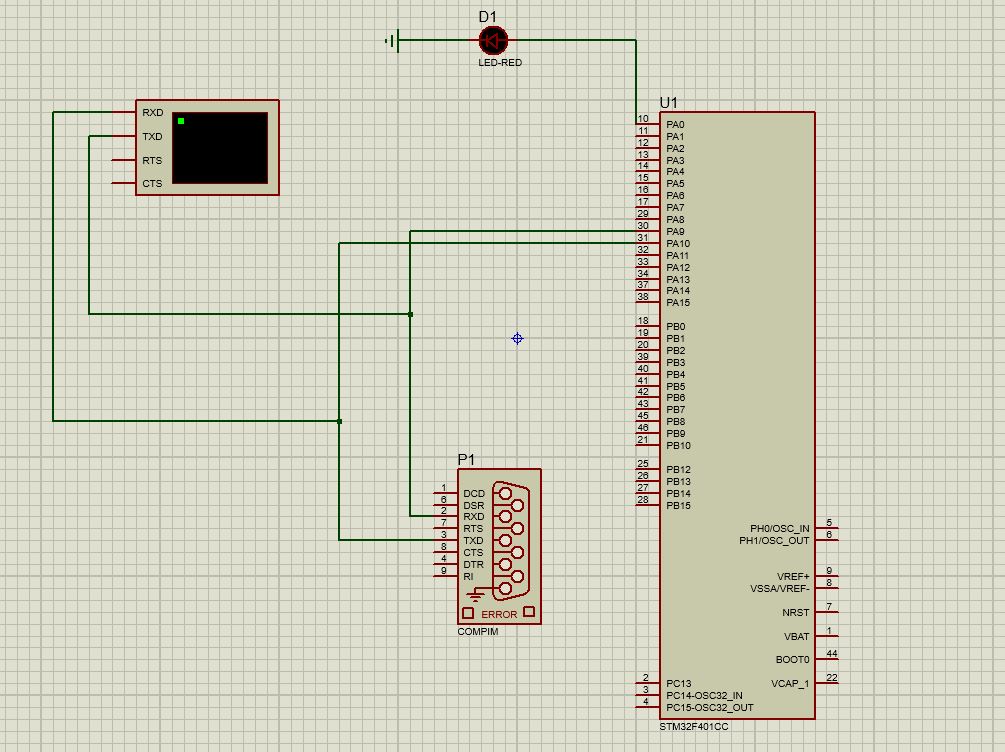 D1
LED-RED
RXD
TXD
RTS
CTS
U1
10 PA0
11 PA1
12 PA2
13 PA3
14 PA4
15 PA5
16 PA6
17 PA7
29 PA8
30 PA9
31 PA10
32 PA11
33 PA12
34 PA13
37 PA14
38 PA15
18 PB0
19 PB1
20 PB2
39 PB3
40 PB4
41 PB5
42 PB6
43 PB7
45 PB8
46 PB9
21 PB10
25 PB12
26 PB13
27 PB14
28 PB15
PH0/OSC_IN 5
PH1/OSC_OUT 6
VREF+ 9
VSSA/VREF- 8
NRST 7
VBAT 1
BOOT0 44
2 PC13 VCAP_1 22
3 PC14-OSC32_IN
4 PC15-OSC32_OUT
STM32F401CC
P1
1 DCD
6 DSR
2 RXD
7 RTS
3 TXD
8 CTS
4 DTR
9 RI
ERROR
COMPIM